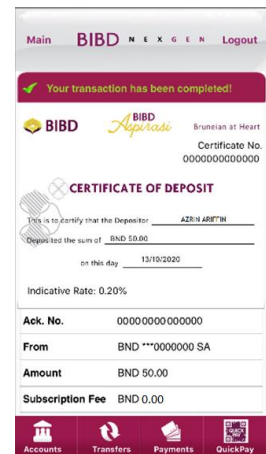 Main BIBD NEXGEN Logout
Your transaction has been completed!
BIBD BIBD Aspirasi Bruneian at Heart
Certificate No.
0000000000000
CERTIFICATE OF DEPOSIT
This is to certify that the Depositor AZRIN ARIFFIN
Deposited the sum of BND 50.00
on this day 13/10/2020
Indicative Rate: 0.20%
Ack. No. 00000000000000
From BND ***0000000 SA
Amount BND 50.00
Subscription Fee BND 0.00
Accounts Transfers Payments QuickPay